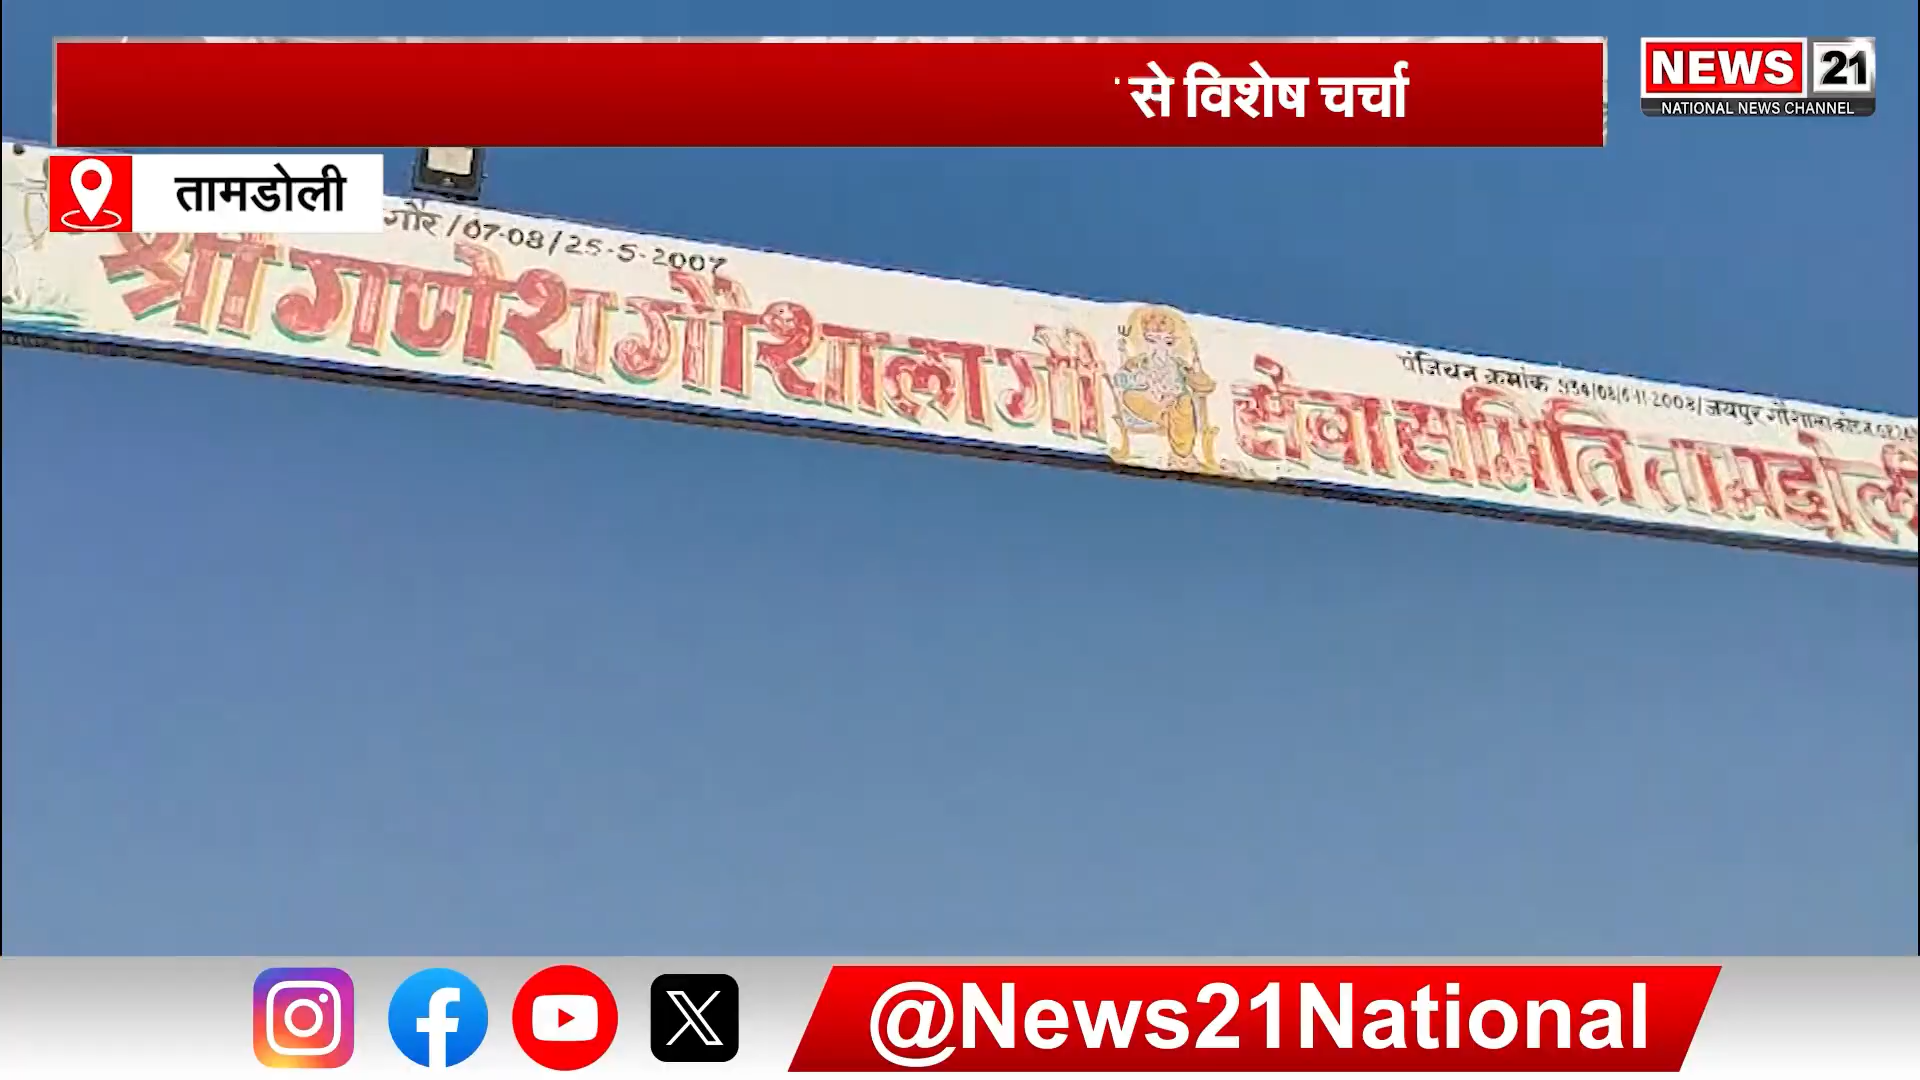 से विशेष चर्चा
NEWS 21
NATIONAL NEWS CHANNEL
तामडोली
गौर/07-08/25-5-2007
श्री गणेश गौशाला गौ सेवा समिति तामडोली
पंजियन क्रमांक /जयपुर गौशाला
@News21National